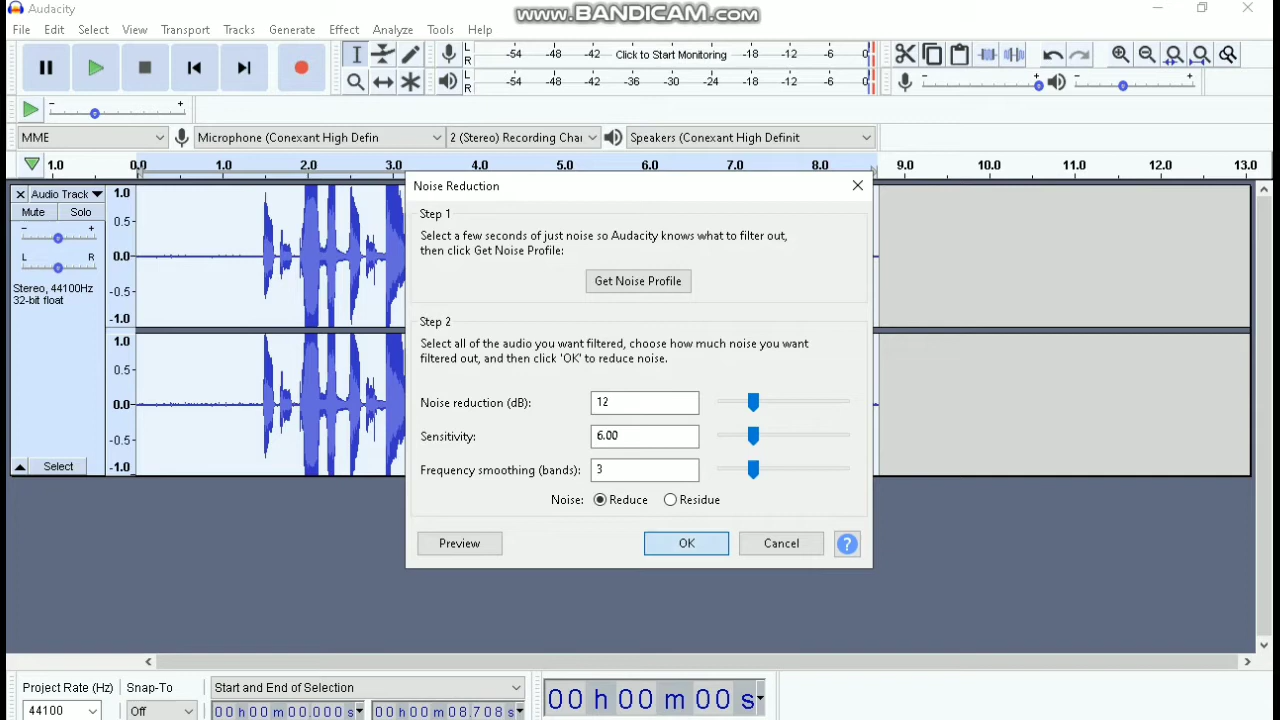 Audacity
www.BANDICAM.com
File Edit Select View Transport Tracks Generate Effect Analyze Tools Help
L R -54 -48 -42 Click to Start Monitoring -18 -12 -6 0
L R -54 -48 -42 -36 -30 -24 -18 -12 -6 0
- + - +
- +
MME Microphone (Conexant High Defin 2 (Stereo) Recording Chai Speakers (Conexant High Definit
1.0 0.0 1.0 2.0 3.0 4.0 5.0 6.0 7.0 8.0 9.0 10.0 11.0 12.0 13.0
Audio Track 1.0
Mute Solo 0.5
- +
L R 0.0
Stereo, 44100Hz -0.5
32-bit float
-1.0
1.0
0.5
0.0
-0.5
Select -1.0
Noise Reduction
Step 1
Select a few seconds of just noise so Audacity knows what to filter out,
then click Get Noise Profile:
Get Noise Profile
Step 2
Select all of the audio you want filtered, choose how much noise you want
filtered out, and then click 'OK' to reduce noise.
Noise reduction (dB): 12
Sensitivity: 6.00
Frequency smoothing (bands): 3
Noise: Reduce Residue
Preview OK Cancel ?
Project Rate (Hz) Snap-To Start and End of Selection
44100 Off 00 h 00 m 00.000 s 00 h 00 m 08.708 s 00 h 00 m 00 s